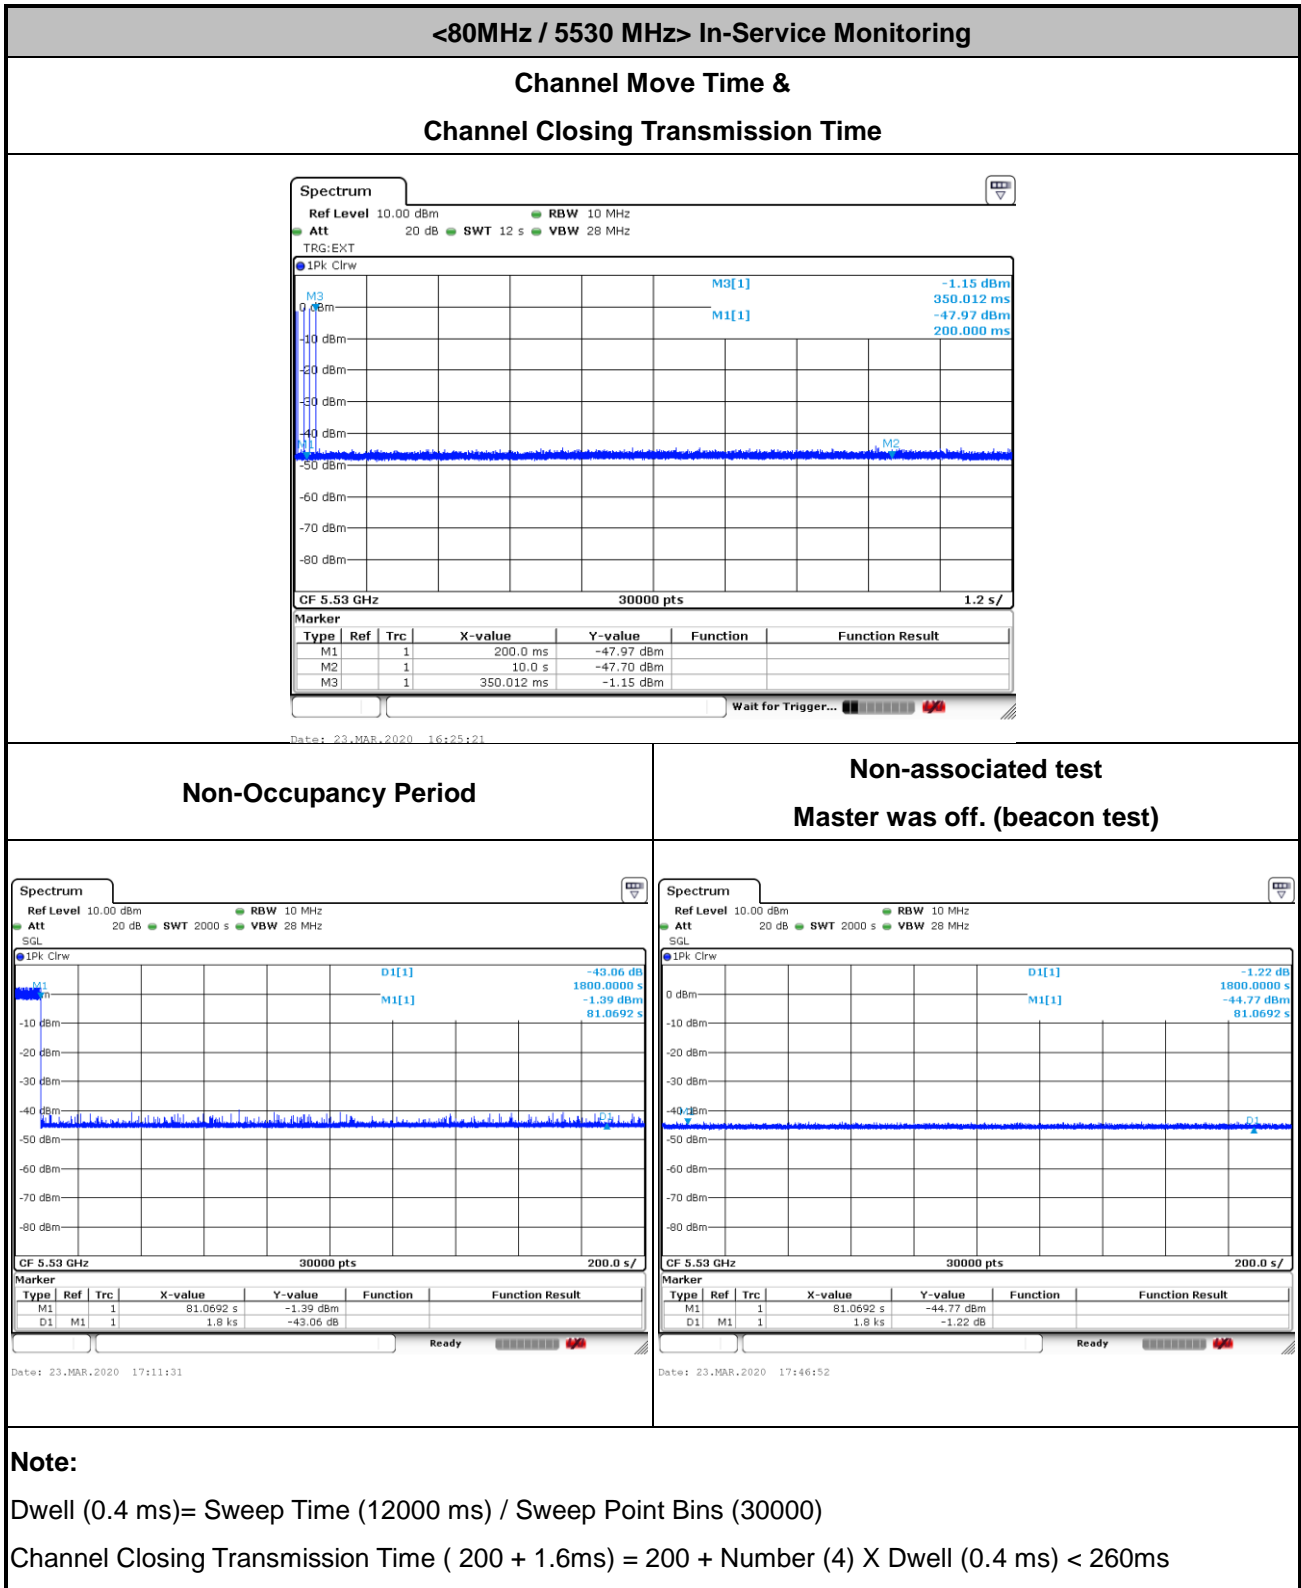 <80MHz / 5530 MHz> In-Service Monitoring
Channel Move Time &
Channel Closing Transmission Time
Spectrum
Ref Level 10.00 dBm RBW 10 MHz
Att 20 dB SWT 12 s VBW 28 MHz
TRG:EXT
1Pk Clrw
M3[1] -1.15 dBm
350.012 ms
M1[1] -47.97 dBm
200.000 ms
M3
0 dBm
-10 dBm
-20 dBm
-30 dBm
-40 dBm
M1
M2
-50 dBm
-60 dBm
-70 dBm
-80 dBm
CF 5.53 GHz 30000 pts 1.2 s/
Marker
Type Ref Trc X-value Y-value Function Function Result
M1 1 200.0 ms -47.97 dBm
M2 1 10.0 s -47.70 dBm
M3 1 350.012 ms -1.15 dBm
Wait for Trigger...
Date: 23.MAR.2020 16:25:21
Non-Occupancy Period
Non-associated test
Master was off. (beacon test)
Spectrum
Ref Level 10.00 dBm RBW 10 MHz
Att 20 dB SWT 2000 s VBW 28 MHz
SGL
1Pk Clrw
D1[1] -43.06 dB
1800.0000 s
M1[1] -1.39 dBm
81.0692 s
M1
-10 dBm
-20 dBm
-30 dBm
-40 dBm
D1
-50 dBm
-60 dBm
-70 dBm
-80 dBm
CF 5.53 GHz 30000 pts 200.0 s/
Marker
Type Ref Trc X-value Y-value Function Function Result
M1 1 81.0692 s -1.39 dBm
D1 M1 1 1.8 ks -43.06 dB
Ready
Date: 23.MAR.2020 17:11:31
Spectrum
Ref Level 10.00 dBm RBW 10 MHz
Att 20 dB SWT 2000 s VBW 28 MHz
SGL
1Pk Clrw
D1[1] -1.22 dB
1800.0000 s
M1[1] -44.77 dBm
81.0692 s
0 dBm
-10 dBm
-20 dBm
-30 dBm
-40 dBm
D1
-50 dBm
-60 dBm
-70 dBm
-80 dBm
CF 5.53 GHz 30000 pts 200.0 s/
Marker
Type Ref Trc X-value Y-value Function Function Result
M1 1 81.0692 s -44.77 dBm
D1 M1 1 1.8 ks -1.22 dB
Ready
Date: 23.MAR.2020 17:46:52
Note:
Dwell (0.4 ms)= Sweep Time (12000 ms) / Sweep Point Bins (30000)
Channel Closing Transmission Time ( 200 + 1.6ms) = 200 + Number (4) X Dwell (0.4 ms) < 260ms